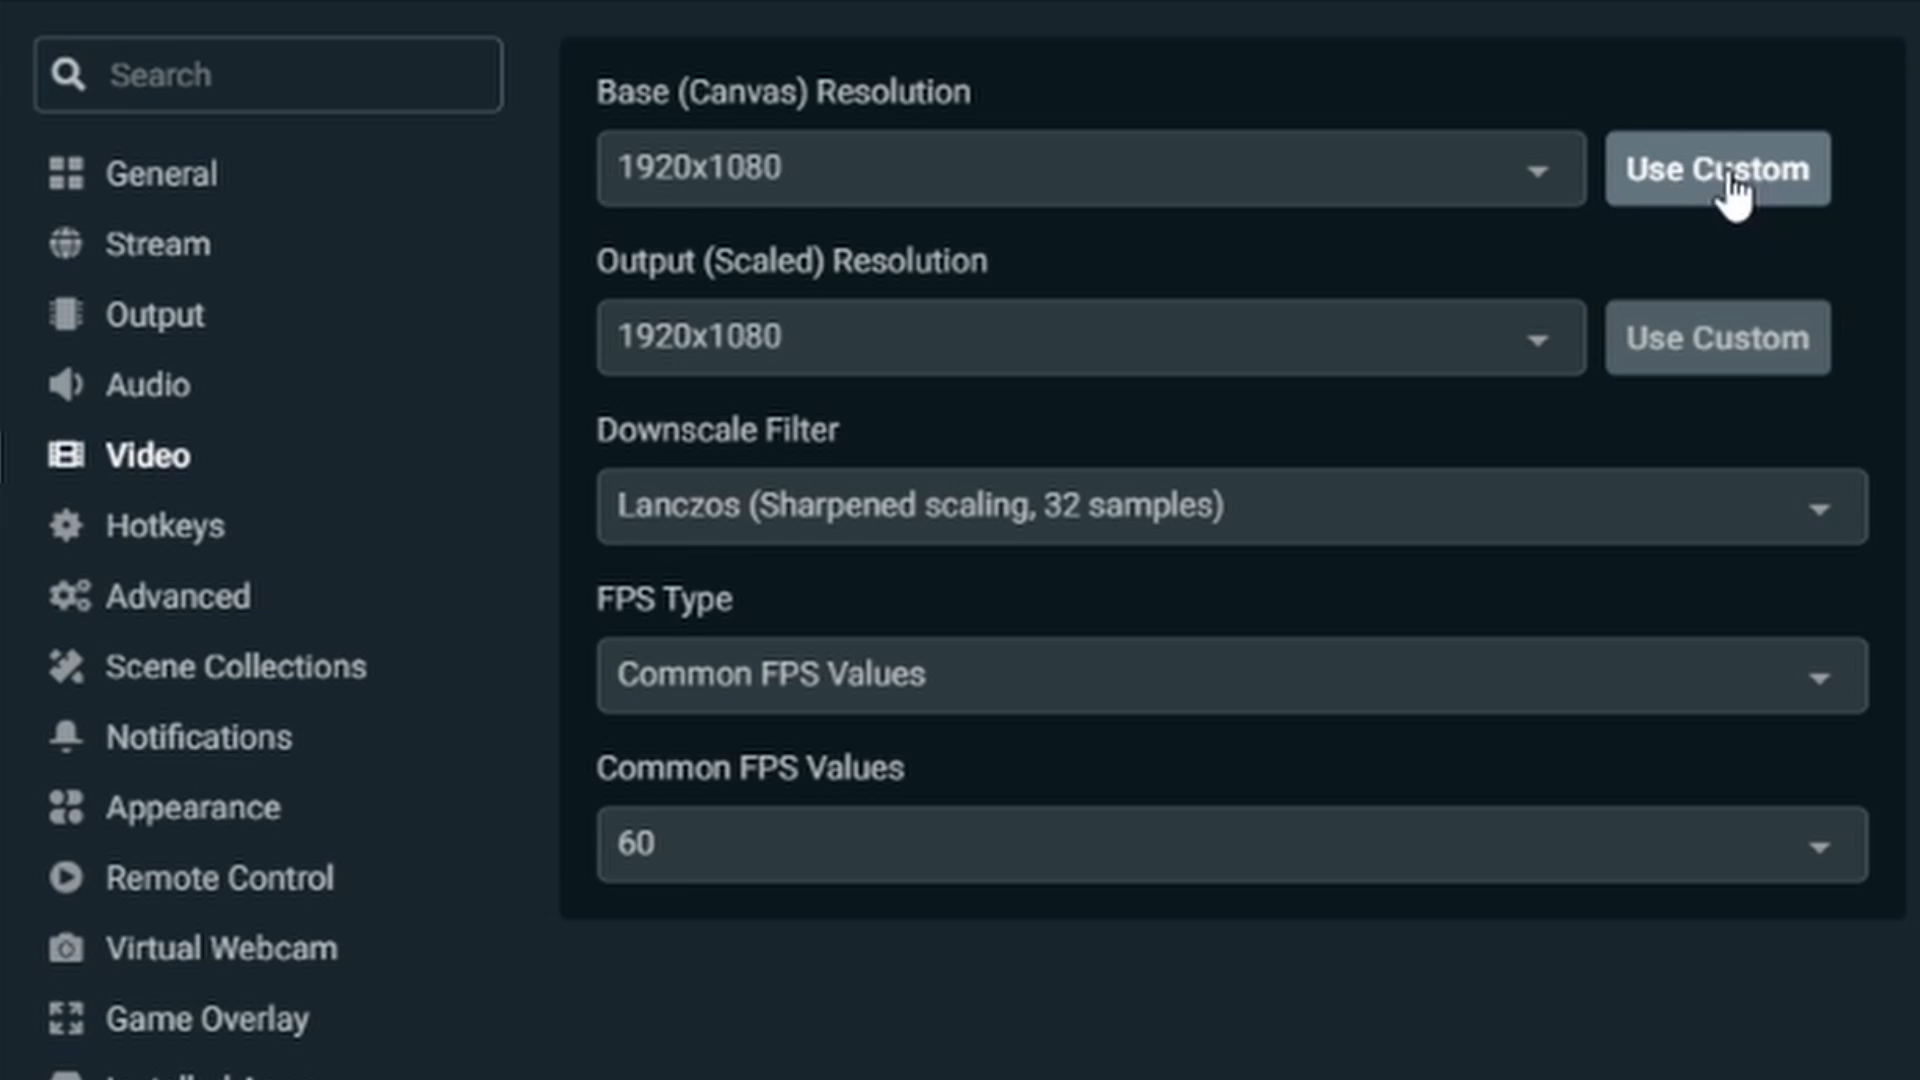 Search
General
Stream
Output
Audio
Video
Hotkeys
Advanced
Scene Collections
Notifications
Appearance
Remote Control
Virtual Webcam
Game Overlay
Base (Canvas) Resolution
1920x1080
Use Custom
Output (Scaled) Resolution
1920x1080
Use Custom
Downscale Filter
Lanczos (Sharpened scaling, 32 samples)
FPS Type
Common FPS Values
Common FPS Values
60